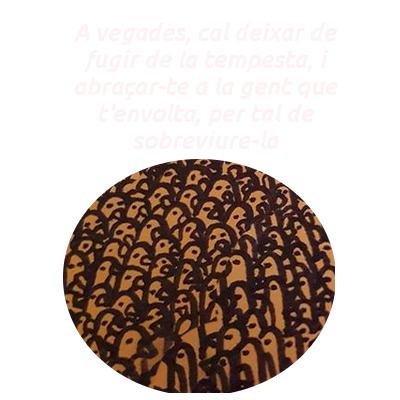 A vegades, cal deixar de
fugir de la tempesta, i
abraçar-te a la gent que
t'envolta, per tal de
sobreviure-la